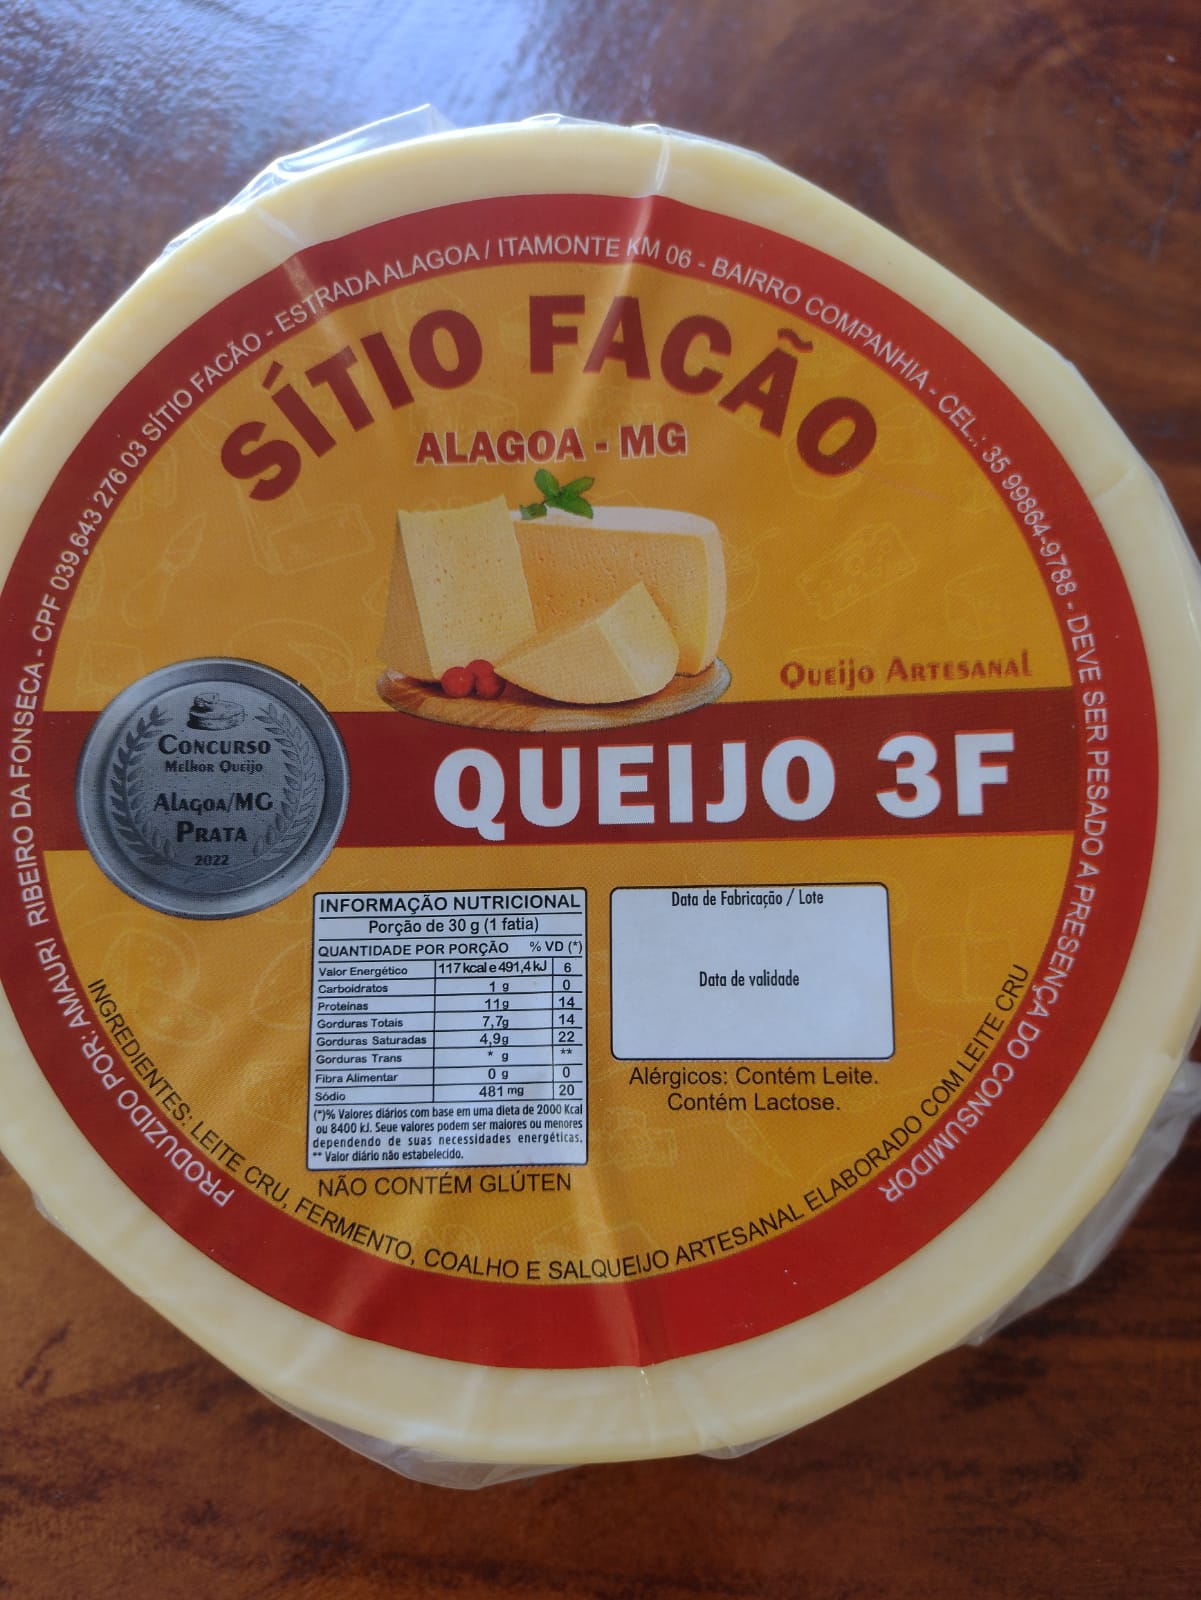 PRODUZIDO POR: AMAURI RIBEIRO DA FONSECA - CPF 039.643 276 03 SÍTIO FACÃO - ESTRADA ALAGOA / ITAMONTE KM 06 - BAIRRO COMPANHIA - CEL.: 35 99864-9788 - DEVE SER PESADO A PRESENÇA DO CONSUMIDOR
SÍTIO FACÃO
ALAGOA - MG
Queijo Artesanal
QUEIJO 3F
CONCURSO
MELHOR QUEIJO
ALAGOA/MG
PRATA
2022
INFORMAÇÃO NUTRICIONAL
Porção de 30 g (1 fatia)
QUANTIDADE POR PORÇÃO % VD (*)
Valor Energético 117 kcal e 491,4 kJ 6
Carboidratos 1 g 0
Proteínas 11g 14
Gorduras Totais 7,7g 14
Gorduras Saturadas 4,9g 22
Gorduras Trans * g **
Fibra Alimentar 0 g 0
Sódio 481 mg 20
(*)% Valores diários com base em uma dieta de 2000 Kcal
ou 8400 kJ. Seue valores podem ser maiores ou menores
dependendo de suas necessidades energéticas.
** Valor diário não estabelecido.
NÃO CONTÉM GLÚTEN
Data de Fabricação / Lote
Data de validade
Alérgicos: Contém Leite.
Contém Lactose.
INGREDIENTES: LEITE CRU, FERMENTO, COALHO E SALQUEIJO ARTESANAL ELABORADO COM LEITE CRU